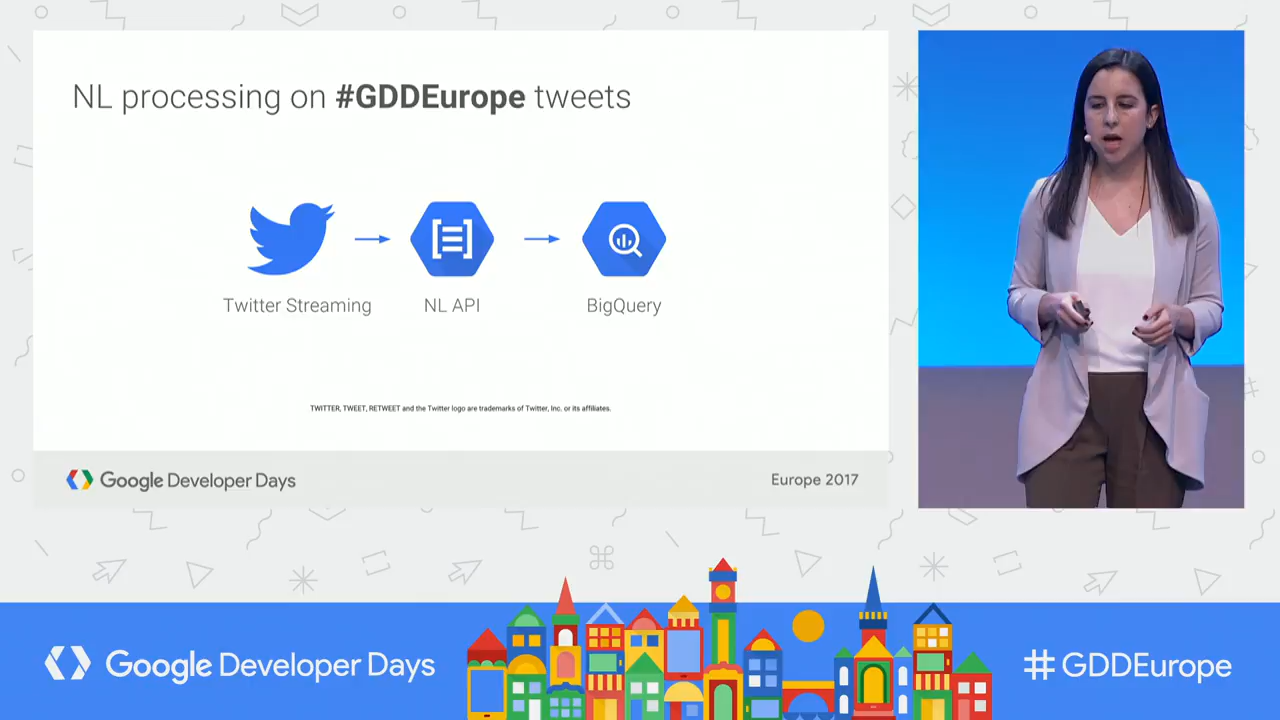 NL processing on #GDDEurope tweets
Twitter Streaming
NL API
BigQuery
TWITTER, TWEET, RETWEET and the Twitter logo are trademarks of Twitter, Inc. or its affiliates.
Google Developer Days
Europe 2017
Google Developer Days
#GDDEurope